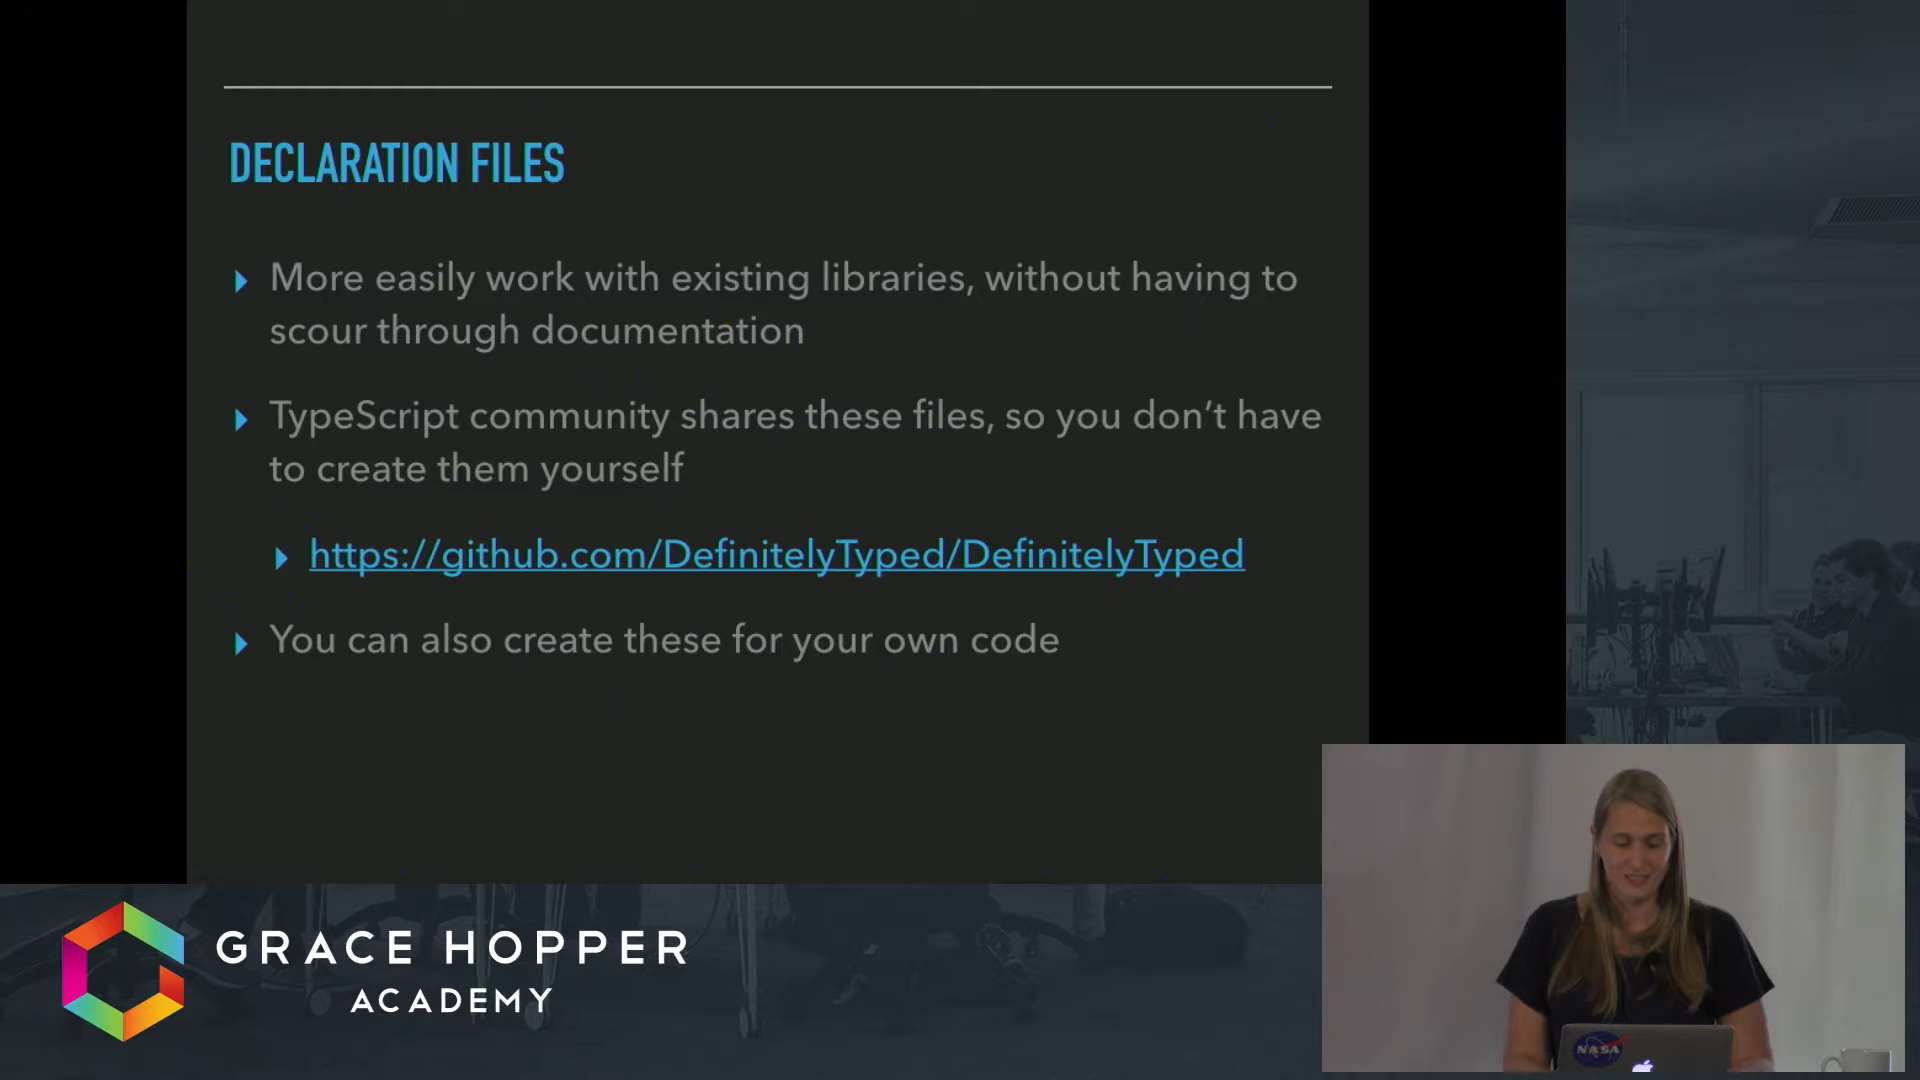 DECLARATION FILES
More easily work with existing libraries, without having to
scour through documentation
TypeScript community shares these files, so you don’t have
to create them yourself
https://github.com/DefinitelyTyped/DefinitelyTyped
You can also create these for your own code
GRACE HOPPER
ACADEMY
NASA